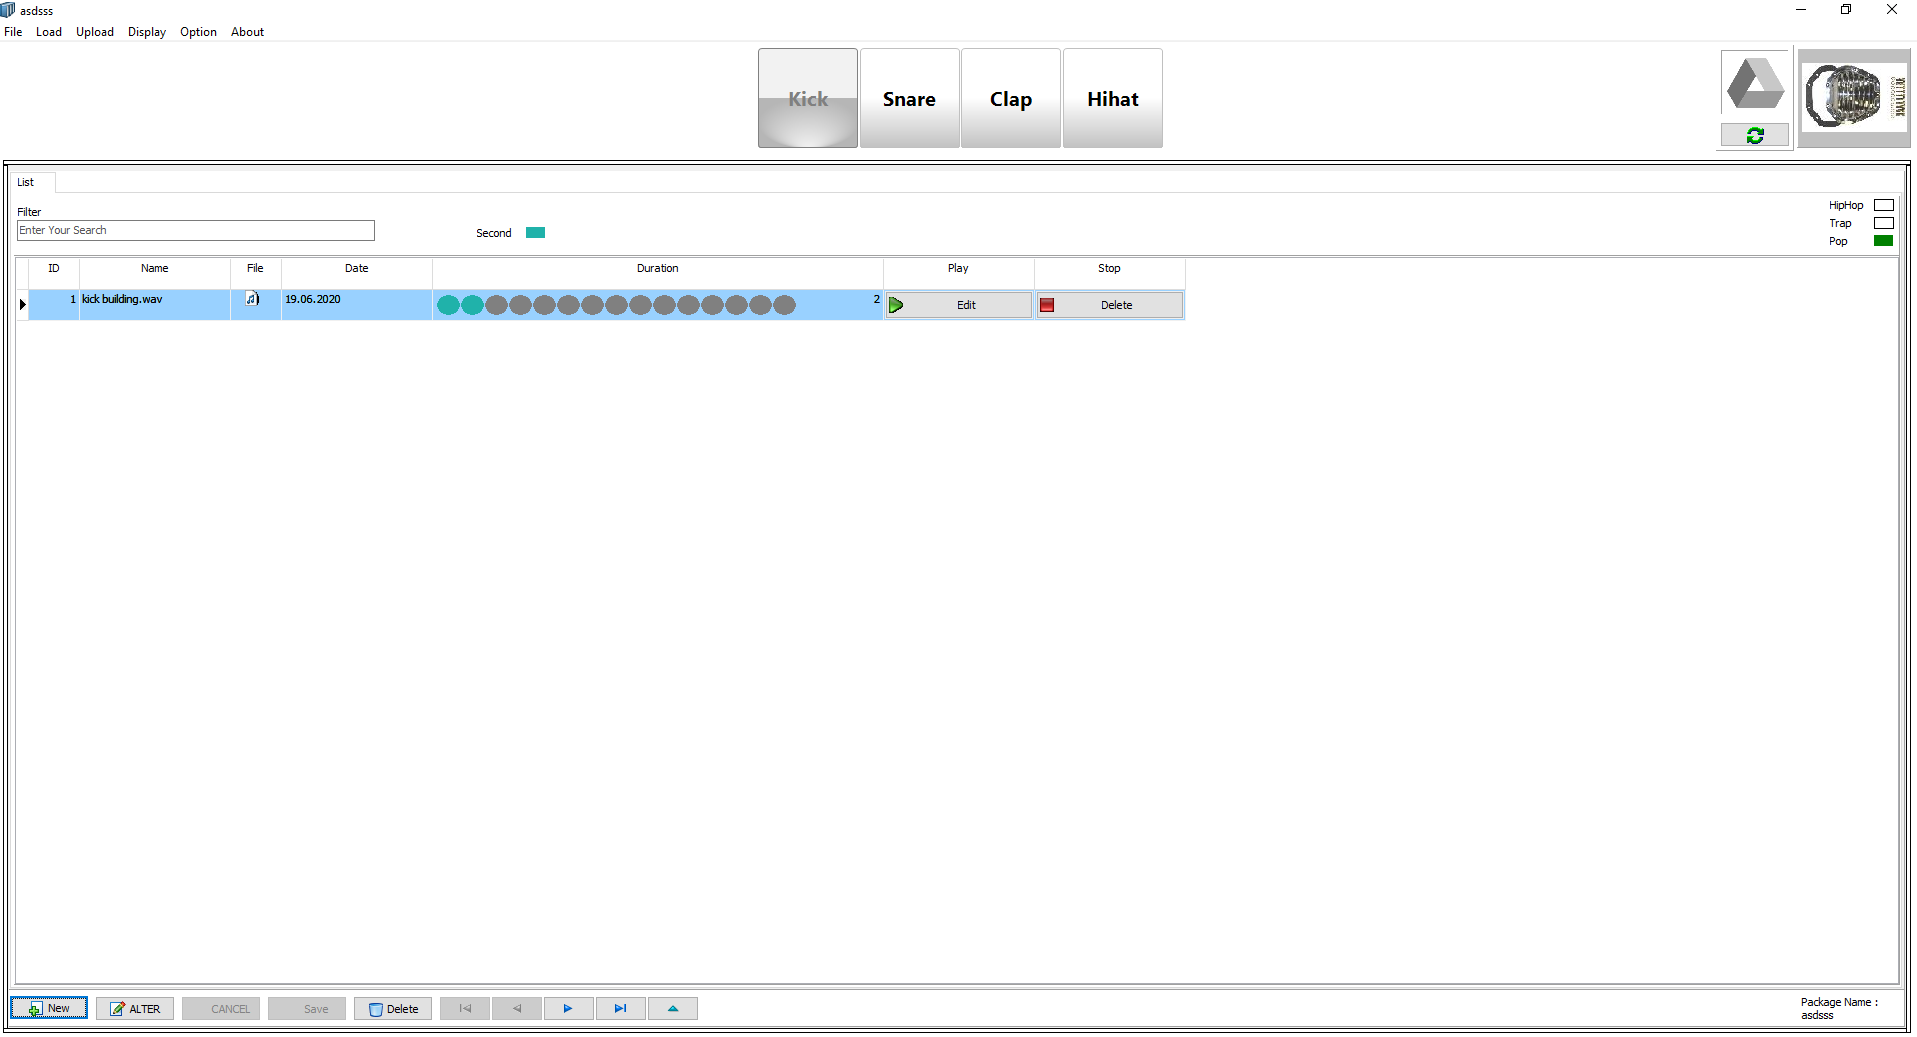 asdsss
File Load Upload Display Option About
Kick Snare Clap Hihat
List
Filter
Enter Your Search
Second
HipHop
Trap
Pop
ID Name File Date Duration Play Stop
1 kick building.wav 19.06.2020 2 Edit Delete
New ALTER CANCEL Save Delete
Package Name :
asdsss